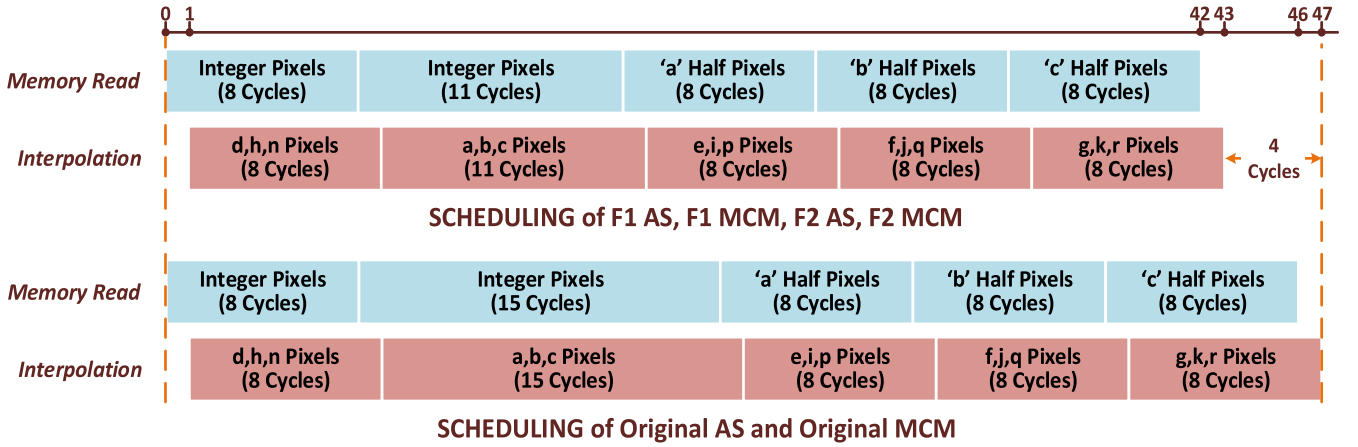 0 1 42 43 46 47
Memory Read
Integer Pixels
(8 Cycles)
Integer Pixels
(11 Cycles)
‘a’ Half Pixels
(8 Cycles)
‘b’ Half Pixels
(8 Cycles)
‘c’ Half Pixels
(8 Cycles)
Interpolation
d,h,n Pixels
(8 Cycles)
a,b,c Pixels
(11 Cycles)
e,i,p Pixels
(8 Cycles)
f,j,q Pixels
(8 Cycles)
g,k,r Pixels
(8 Cycles)
4
Cycles
SCHEDULING of F1 AS, F1 MCM, F2 AS, F2 MCM
Memory Read
Integer Pixels
(8 Cycles)
Integer Pixels
(15 Cycles)
‘a’ Half Pixels
(8 Cycles)
‘b’ Half Pixels
(8 Cycles)
‘c’ Half Pixels
(8 Cycles)
Interpolation
d,h,n Pixels
(8 Cycles)
a,b,c Pixels
(15 Cycles)
e,i,p Pixels
(8 Cycles)
f,j,q Pixels
(8 Cycles)
g,k,r Pixels
(8 Cycles)
SCHEDULING of Original AS and Original MCM